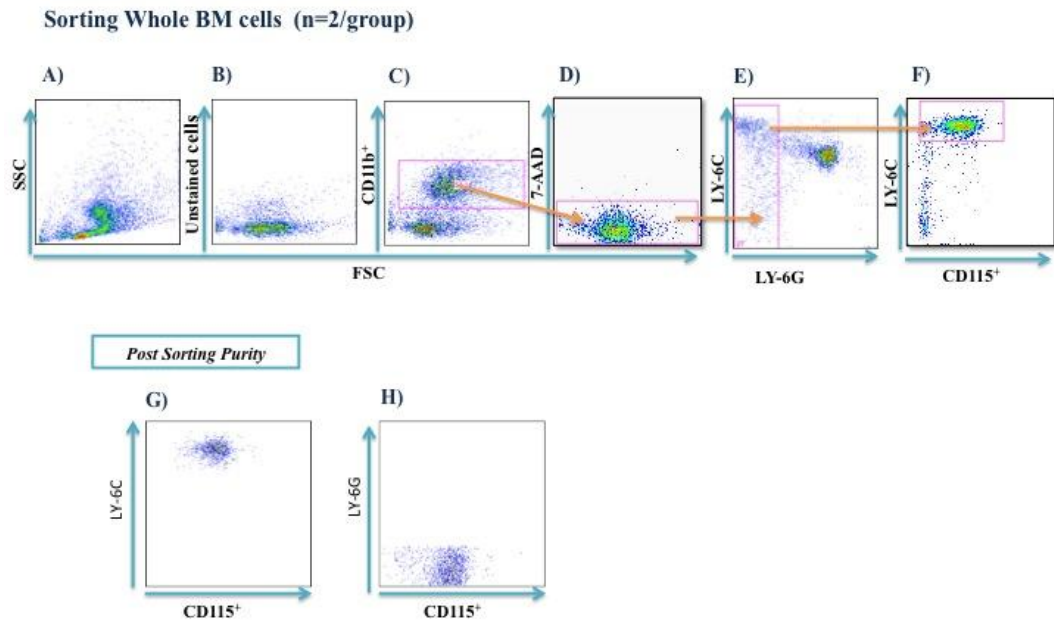 Sorting Whole BM cells (n=2/group)
A)
B)
C)
D)
E)
F)
SSC
Unstained cells
CD11b⁺
7-AAD
LY-6C
LY-6C
FSC
LY-6G
CD115⁺
Post Sorting Purity
G)
H)
LY-6C
LY-6G
CD115⁺
CD115⁺